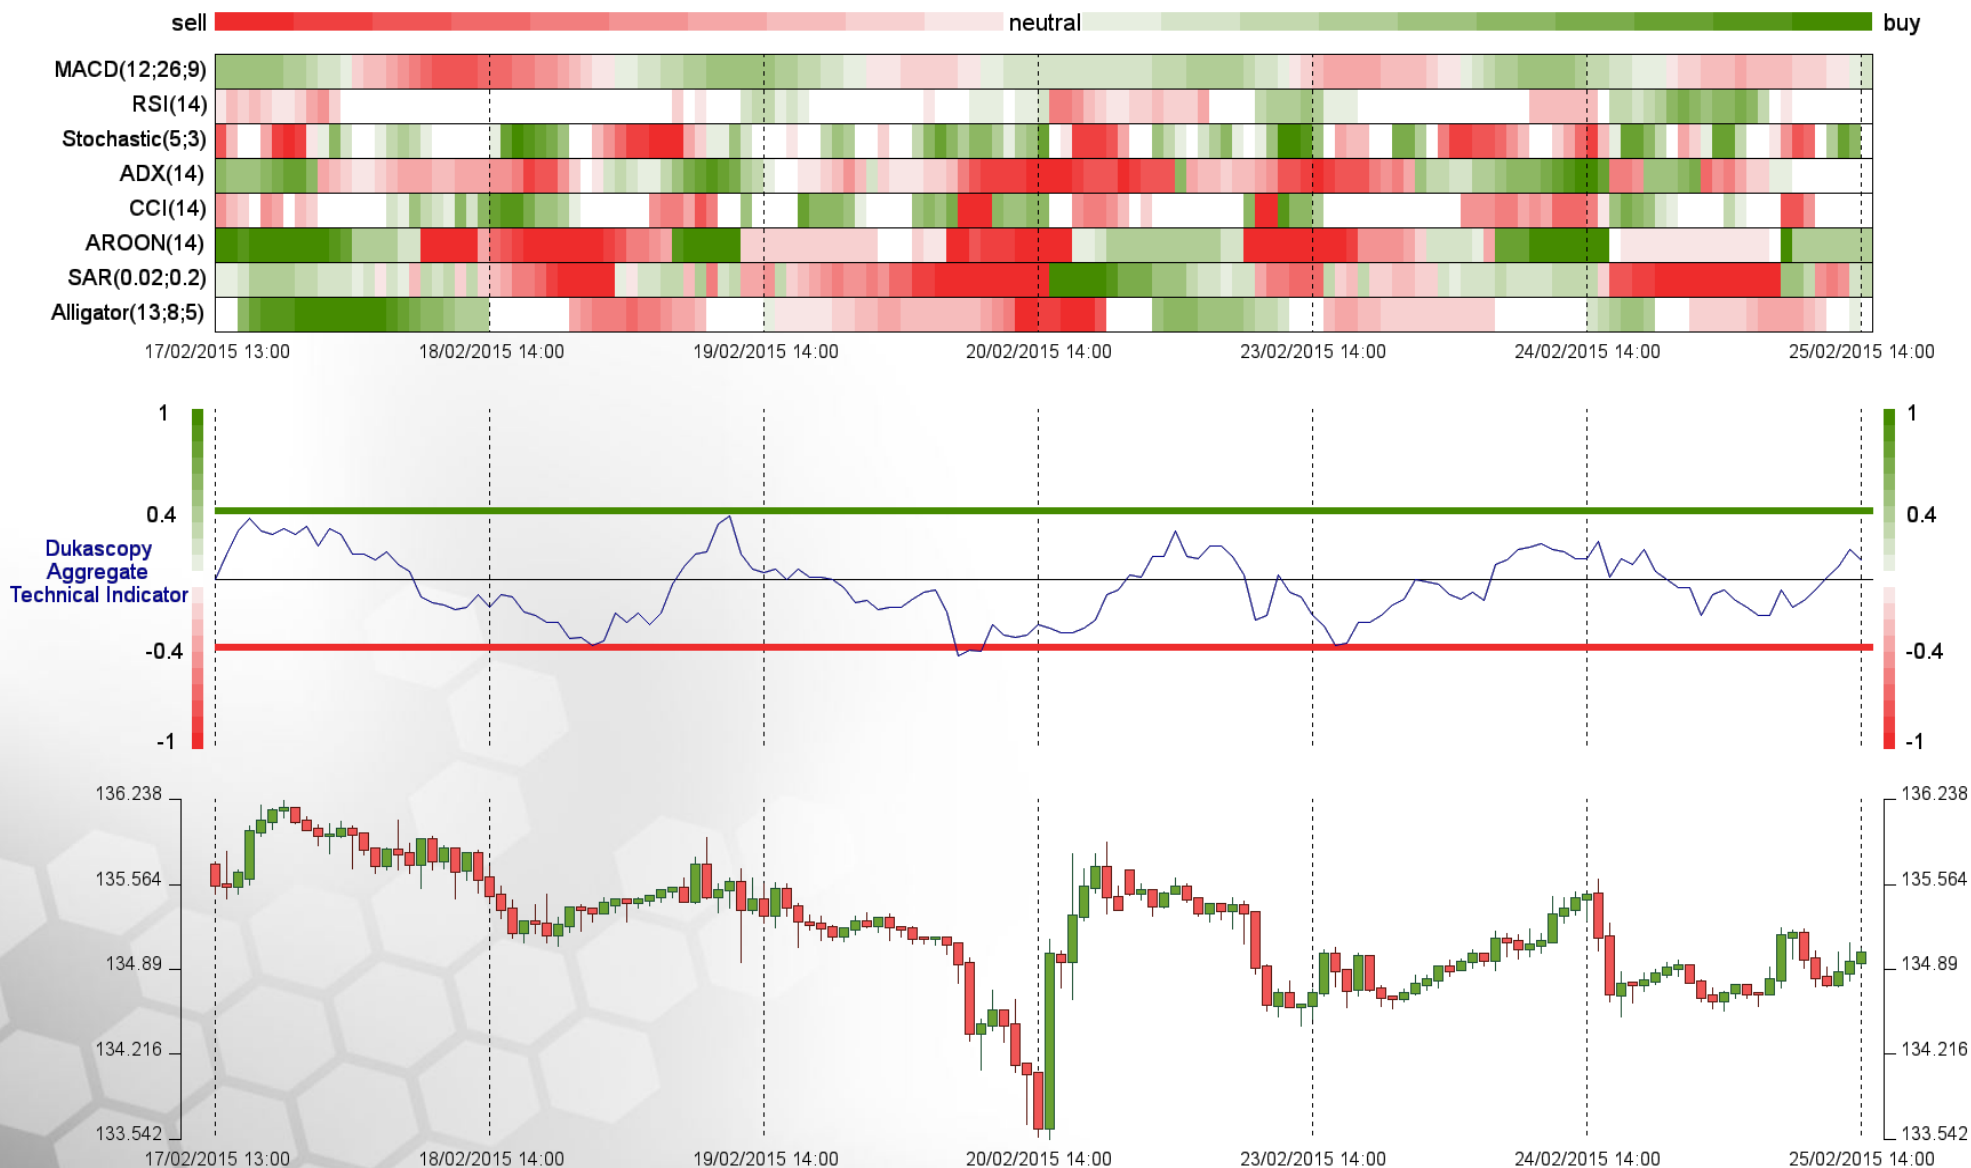 sell neutral buy
MACD(12;26;9)
RSI(14)
Stochastic(5;3)
ADX(14)
CCI(14)
AROON(14)
SAR(0.02;0.2)
Alligator(13;8;5)
17/02/2015 13:00 18/02/2015 14:00 19/02/2015 14:00 20/02/2015 14:00 23/02/2015 14:00 24/02/2015 14:00 25/02/2015 14:00
1 1
0.4 0.4
Dukascopy
Aggregate
Technical Indicator
-0.4 -0.4
-1 -1
136.238 136.238
135.564 135.564
134.89 134.89
134.216 134.216
133.542 133.542
17/02/2015 13:00 18/02/2015 14:00 19/02/2015 14:00 20/02/2015 14:00 23/02/2015 14:00 24/02/2015 14:00 25/02/2015 14:00